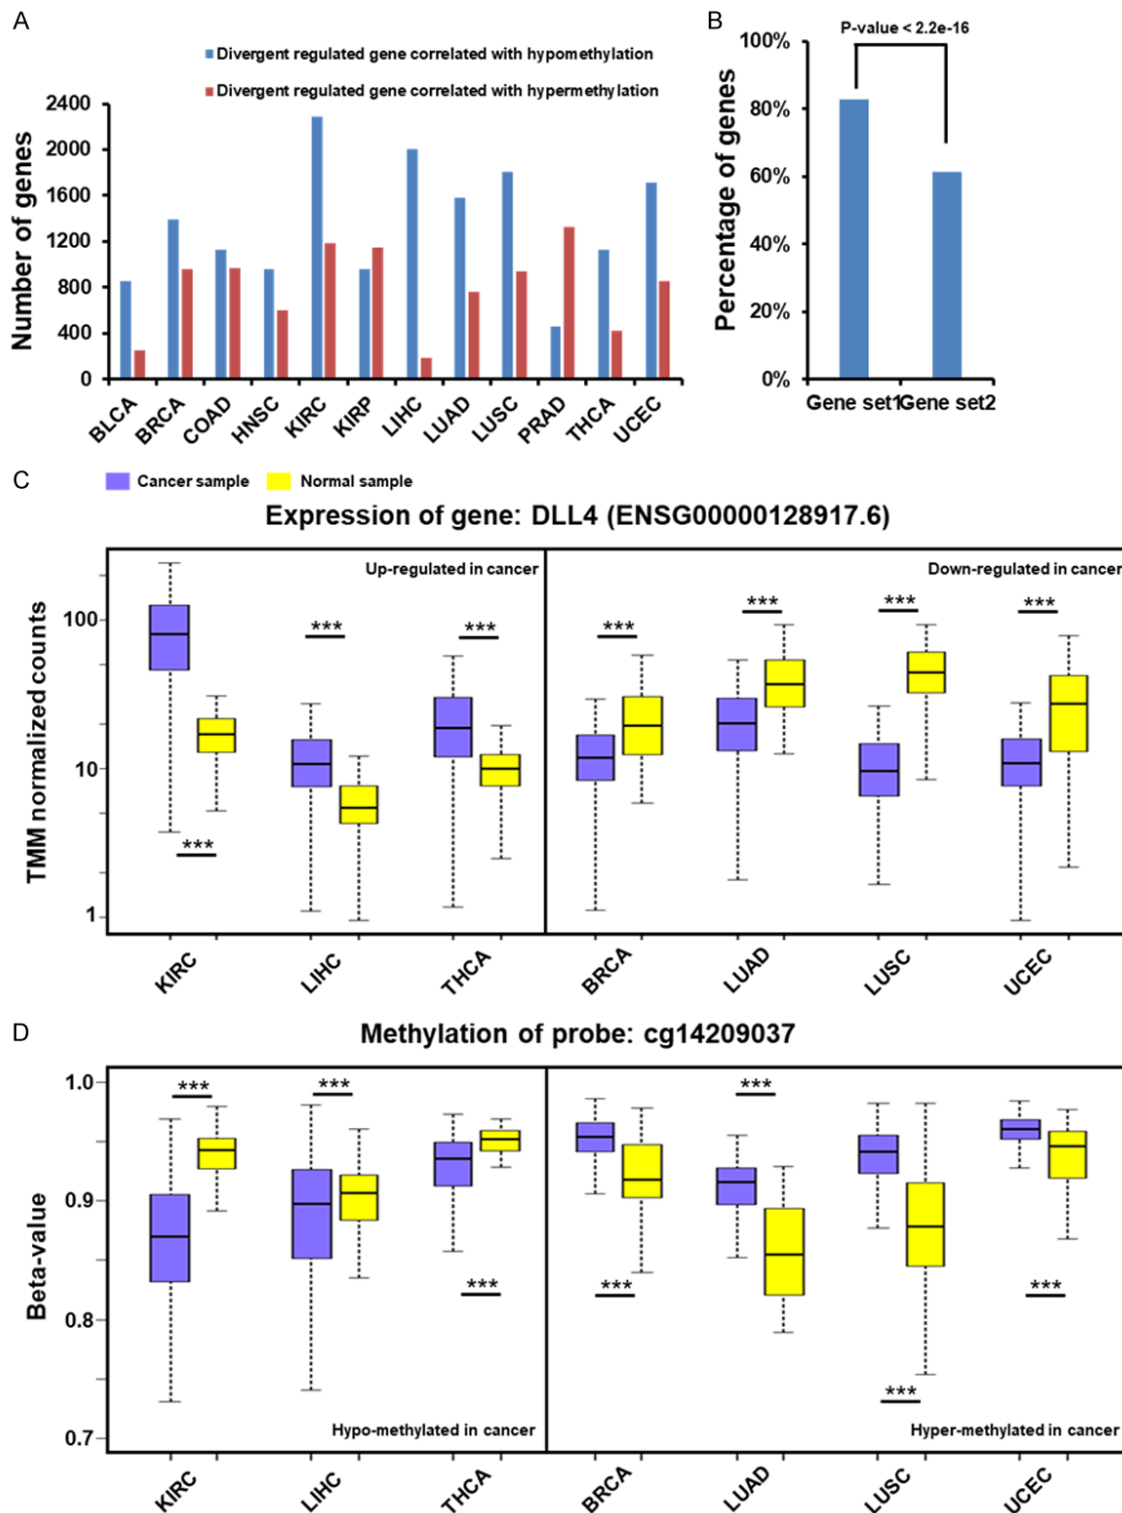 A
Divergent regulated gene correlated with hypomethylation
Divergent regulated gene correlated with hypermethylation
Number of genes
2400
2000
1600
1200
800
400
0
BLCA
BRCA
COAD
HNSC
KIRC
KIRP
LIHC
LUAD
LUSC
PRAD
THCA
UCEC
B
P-value < 2.2e-16
Percentage of genes
100%
80%
60%
40%
20%
0%
Gene set1
Gene set2
C
Cancer sample
Normal sample
Expression of gene: DLL4 (ENSG00000128917.6)
Up-regulated in cancer
Down-regulated in cancer
TMM normalized counts
100
10
1
***
***
***
***
***
***
***
KIRC
LIHC
THCA
BRCA
LUAD
LUSC
UCEC
D
Methylation of probe: cg14209037
Beta-value
1.0
0.9
0.8
0.7
***
***
***
***
***
***
***
Hypo-methylated in cancer
Hyper-methylated in cancer
KIRC
LIHC
THCA
BRCA
LUAD
LUSC
UCEC